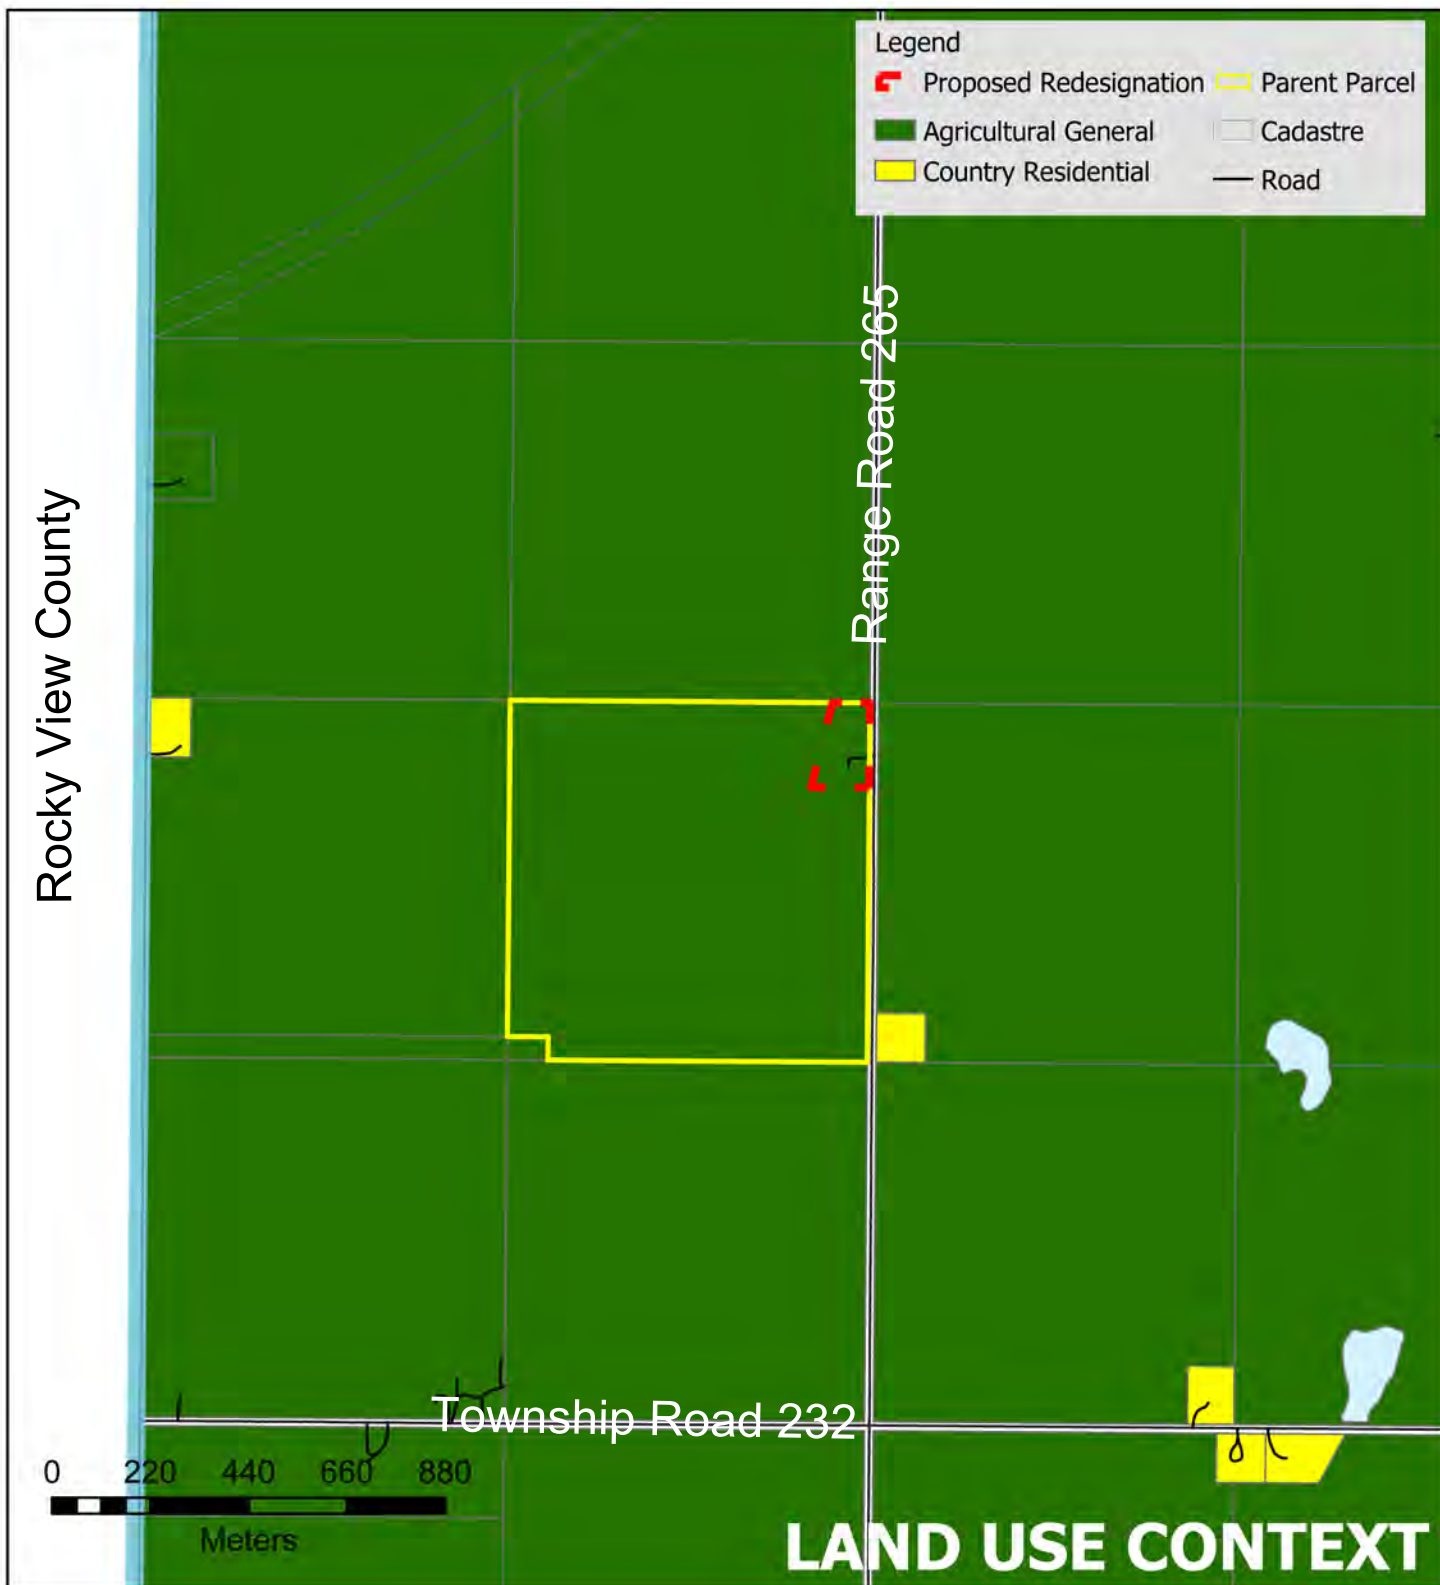 Legend
Proposed Redesignation
Parent Parcel
Agricultural General
Cadastre
Country Residential
Road
Range Road 265
Rocky View County
Township Road 232
0 220 440 660 880
Meters
LAND USE CONTEXT